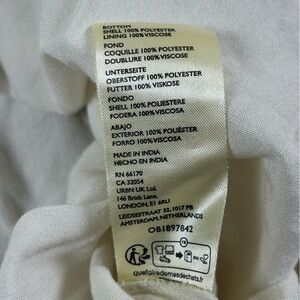 BOTTOM
SHELL 100% POLYESTER
LINING 100% VISCOSE
FOND
COQUILLE 100% POLYESTER
DOUBLURE 100% VISCOSE
UNTERSEITE
OBERSTOFF 100% POLYESTER
FUTTER 100% VISKOSE
FONDO
SHELL 100% POLIESTERE
FODERA 100% VISCOSA
ABAJO
EXTERIOR 100% POLIÉSTER
FORRO 100% VISCOSA
MADE IN INDIA
HECHO EN INDIA
RN 66170
CA 32054
URBN UK Ltd.
146 Brick Lane,
LONDON, E1 6RU
LEIDSESTRAAT 32, 1017 PB
AMSTERDAM, NETHERLANDS
OB1897842
FR
OU
quefairedemesdechets.fr